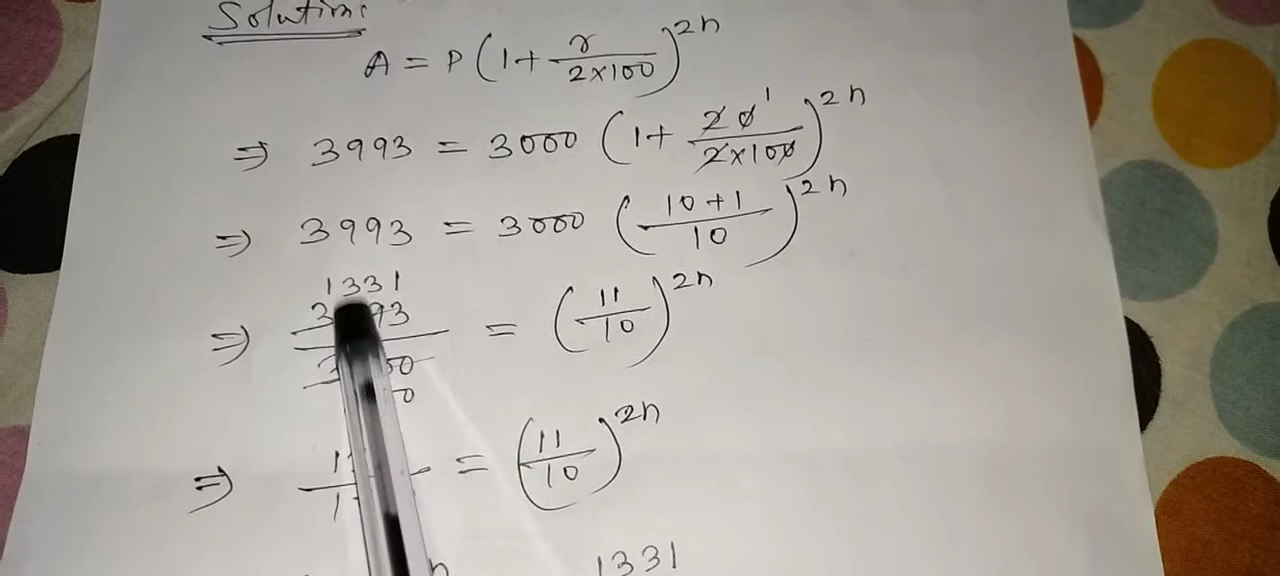 Solution:
A = P (1 + r / 2×100)^2n
⇒ 3993 = 3000 (1 + 20 1 / 2×100)^2n
⇒ 3993 = 3000 (10+1 / 10)^2n
1331
⇒ = (11 / 10)^2n
⇒ = (11 / 10)^2n
n 1331